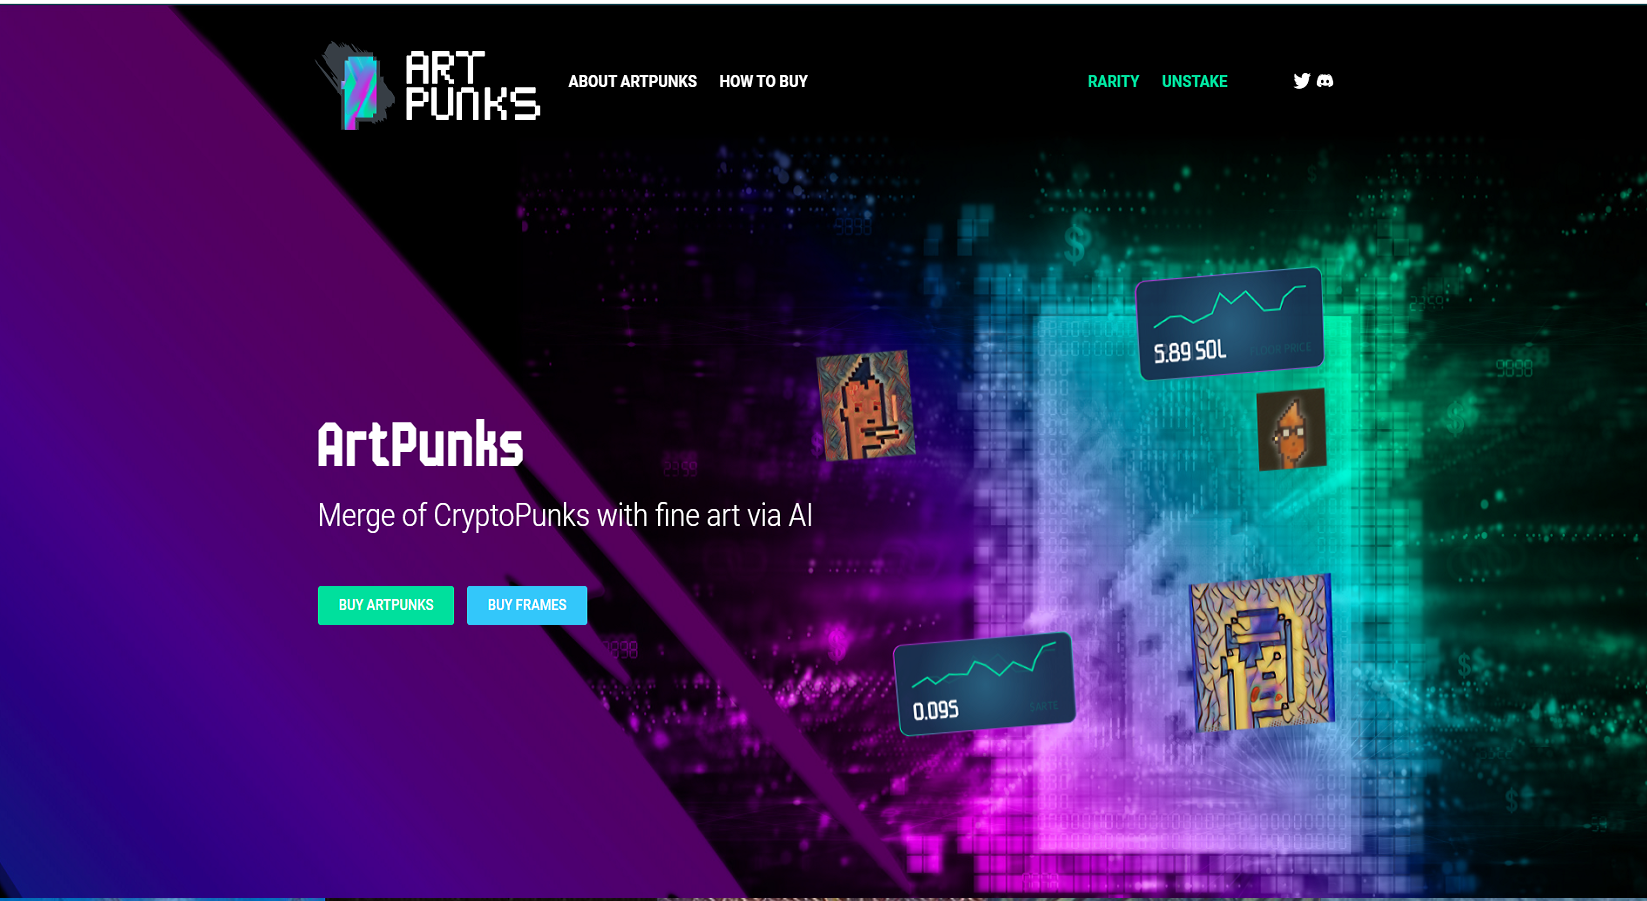 ART
PUNKS
ABOUT ARTPUNKS
HOW TO BUY
RARITY
UNSTAKE
$
5.89 SOL
FLOOR PRICE
ArtPunks
Merge of CryptoPunks with fine art via AI
BUY ARTPUNKS
BUY FRAMES
0.095
$ARTE